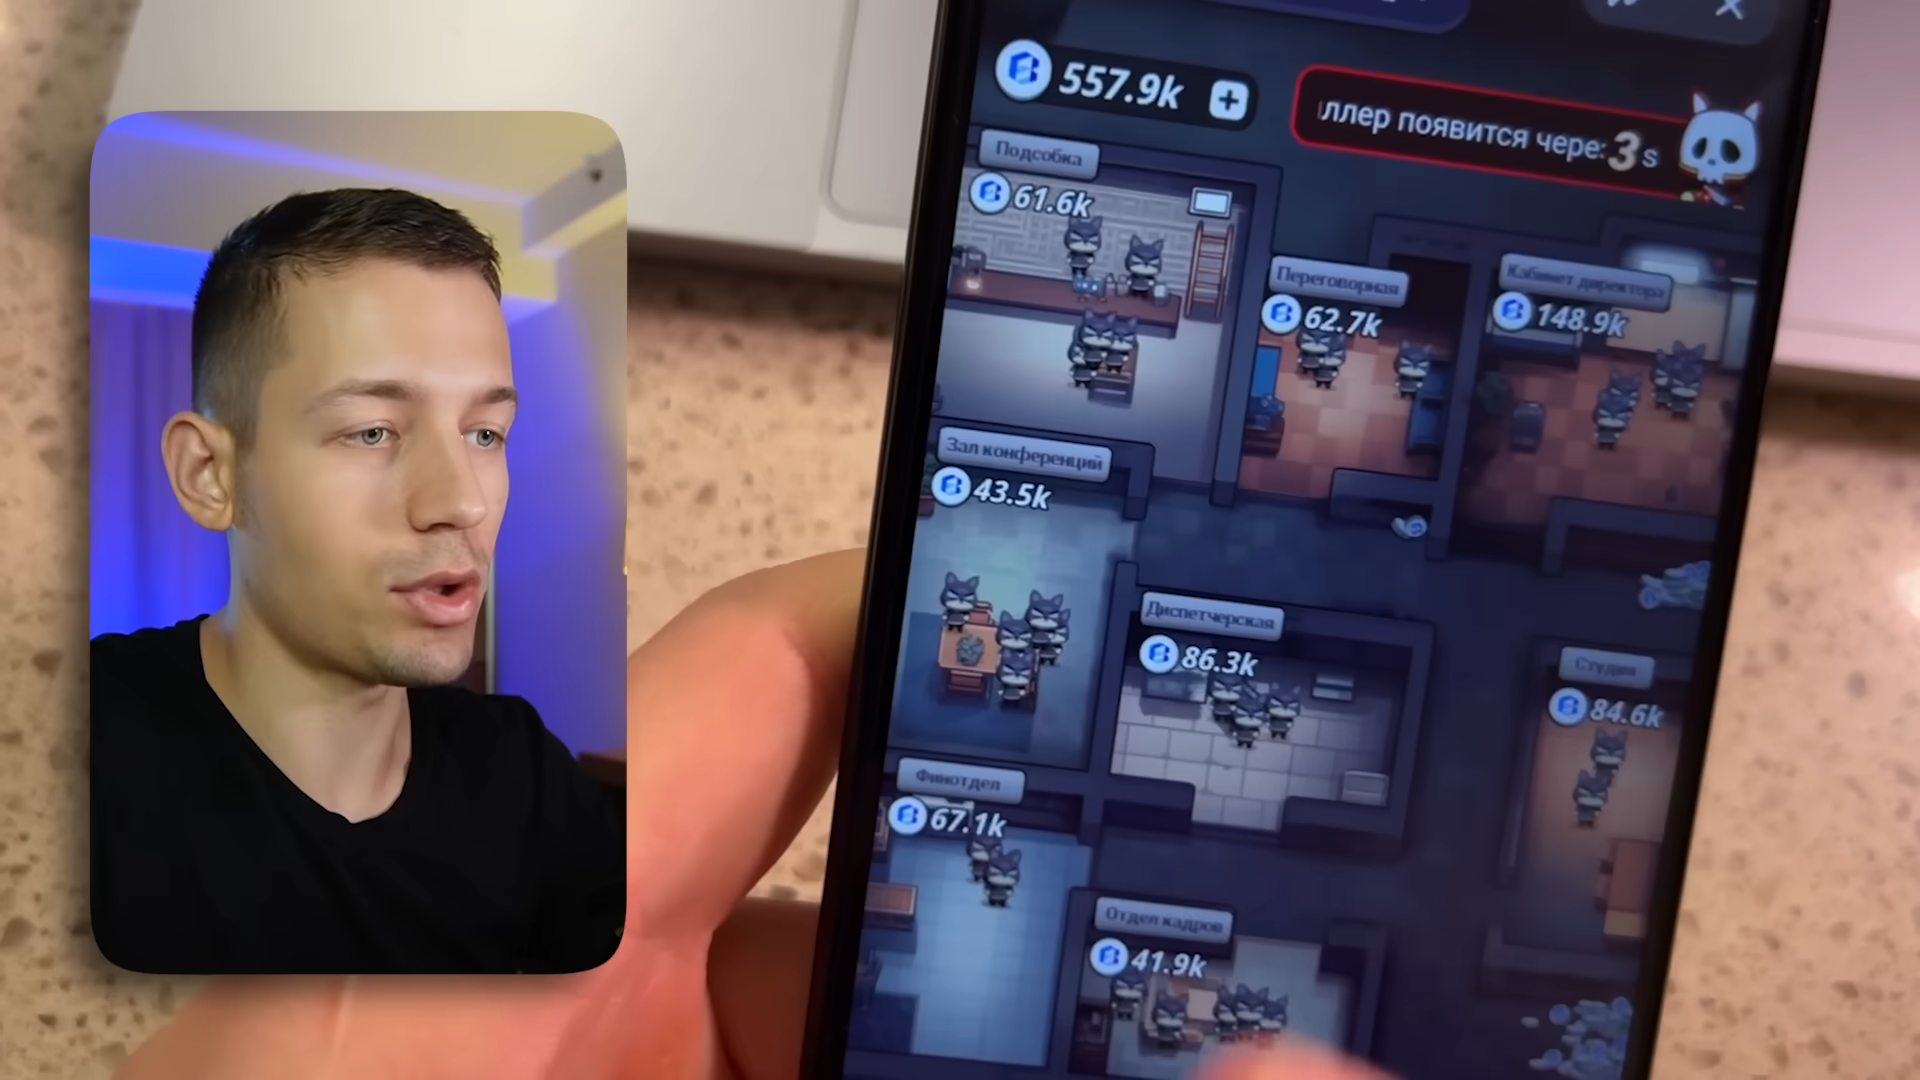 557.9k
ллер появится чере:
3 s
Подсобка
61.6k
Переговорная
62.7k
Кабинет директора
148.9k
Зал конференций
43.5k
Диспетчерская
86.3k
Студия
84.6k
Финотдел
67.1k
Отдел кадров
41.9k